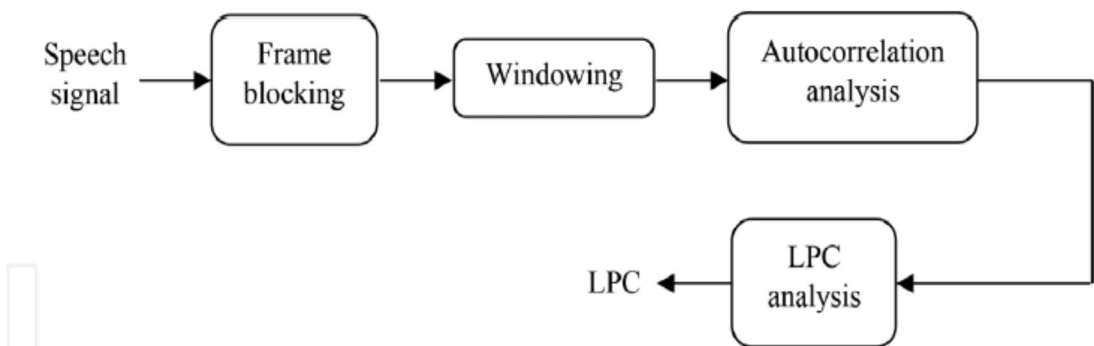 Speech
signal
Frame
blocking
Windowing
Autocorrelation
analysis
LPC
analysis
LPC